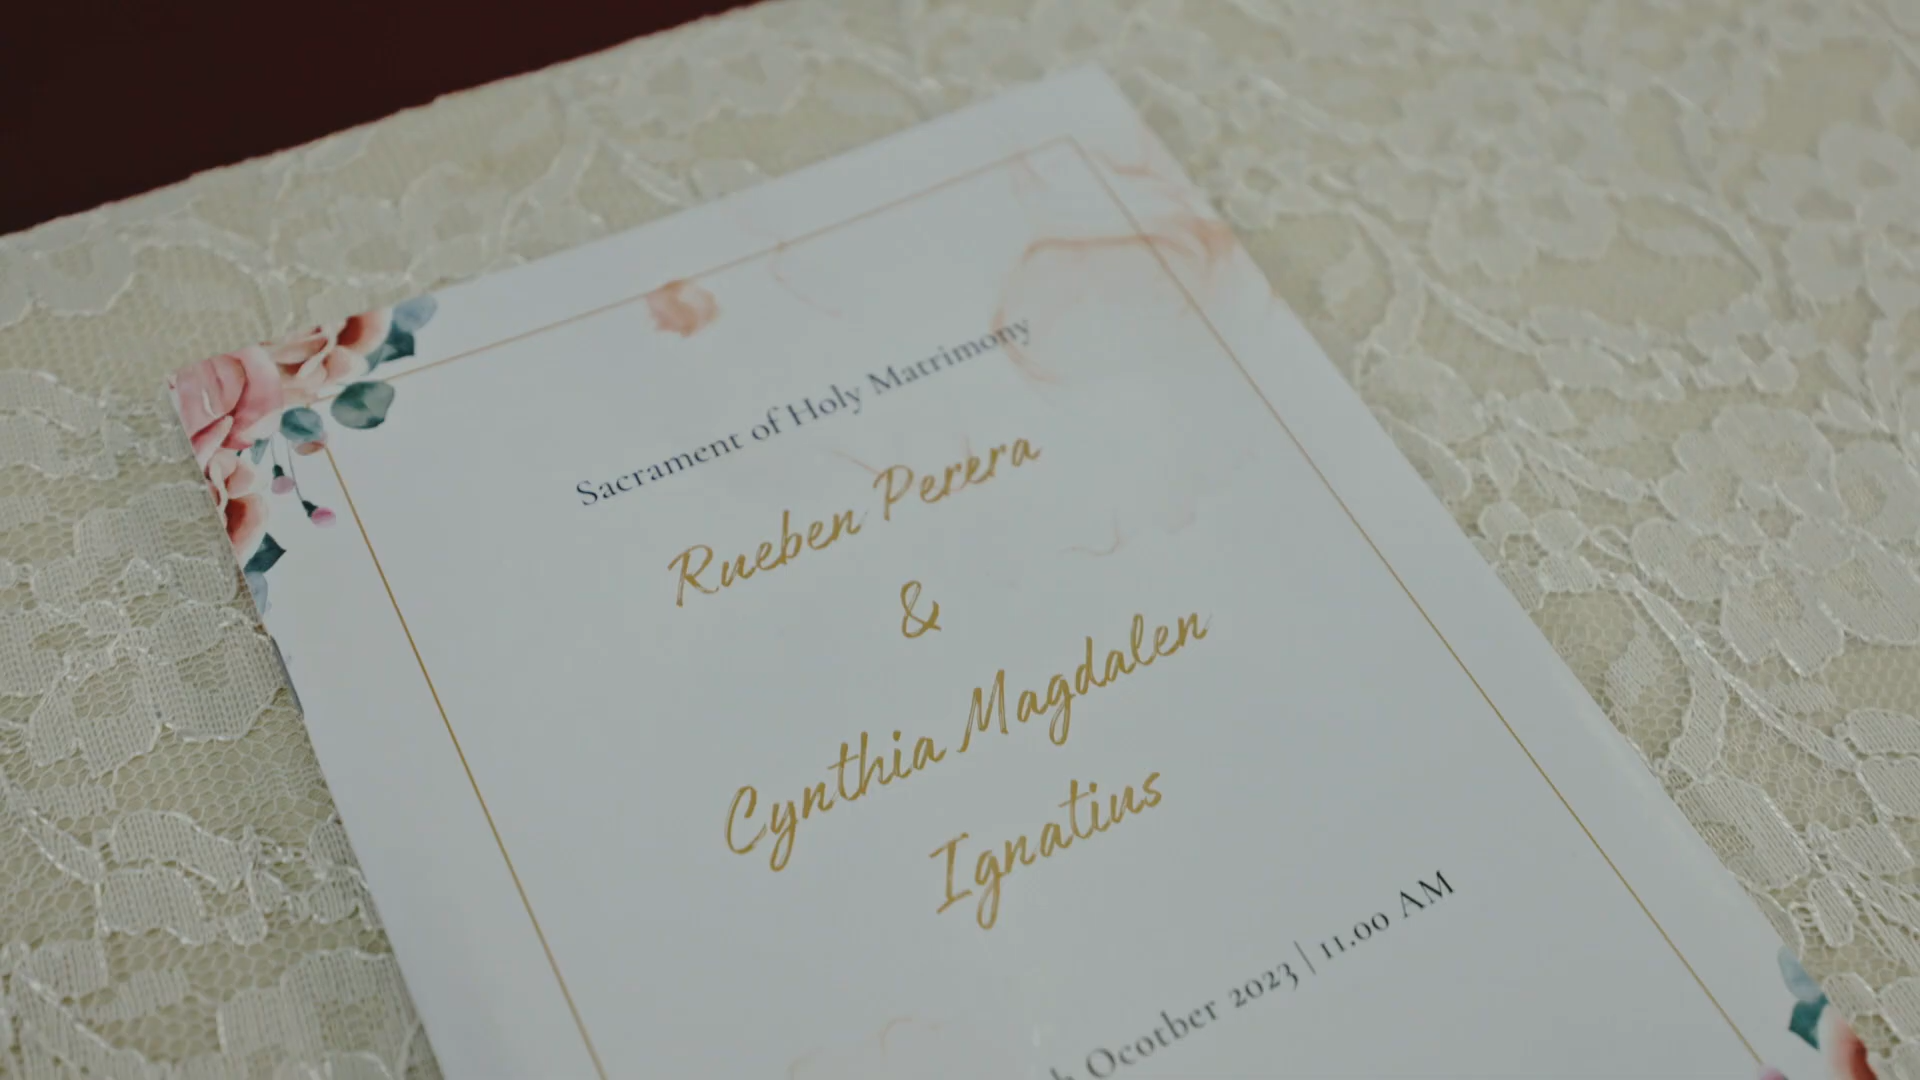 Sacrament of Holy Matrimony
Rueben Perera
&
Cynthia Magdalen
Ignatius
Ocotber 2023 | 11.00 AM